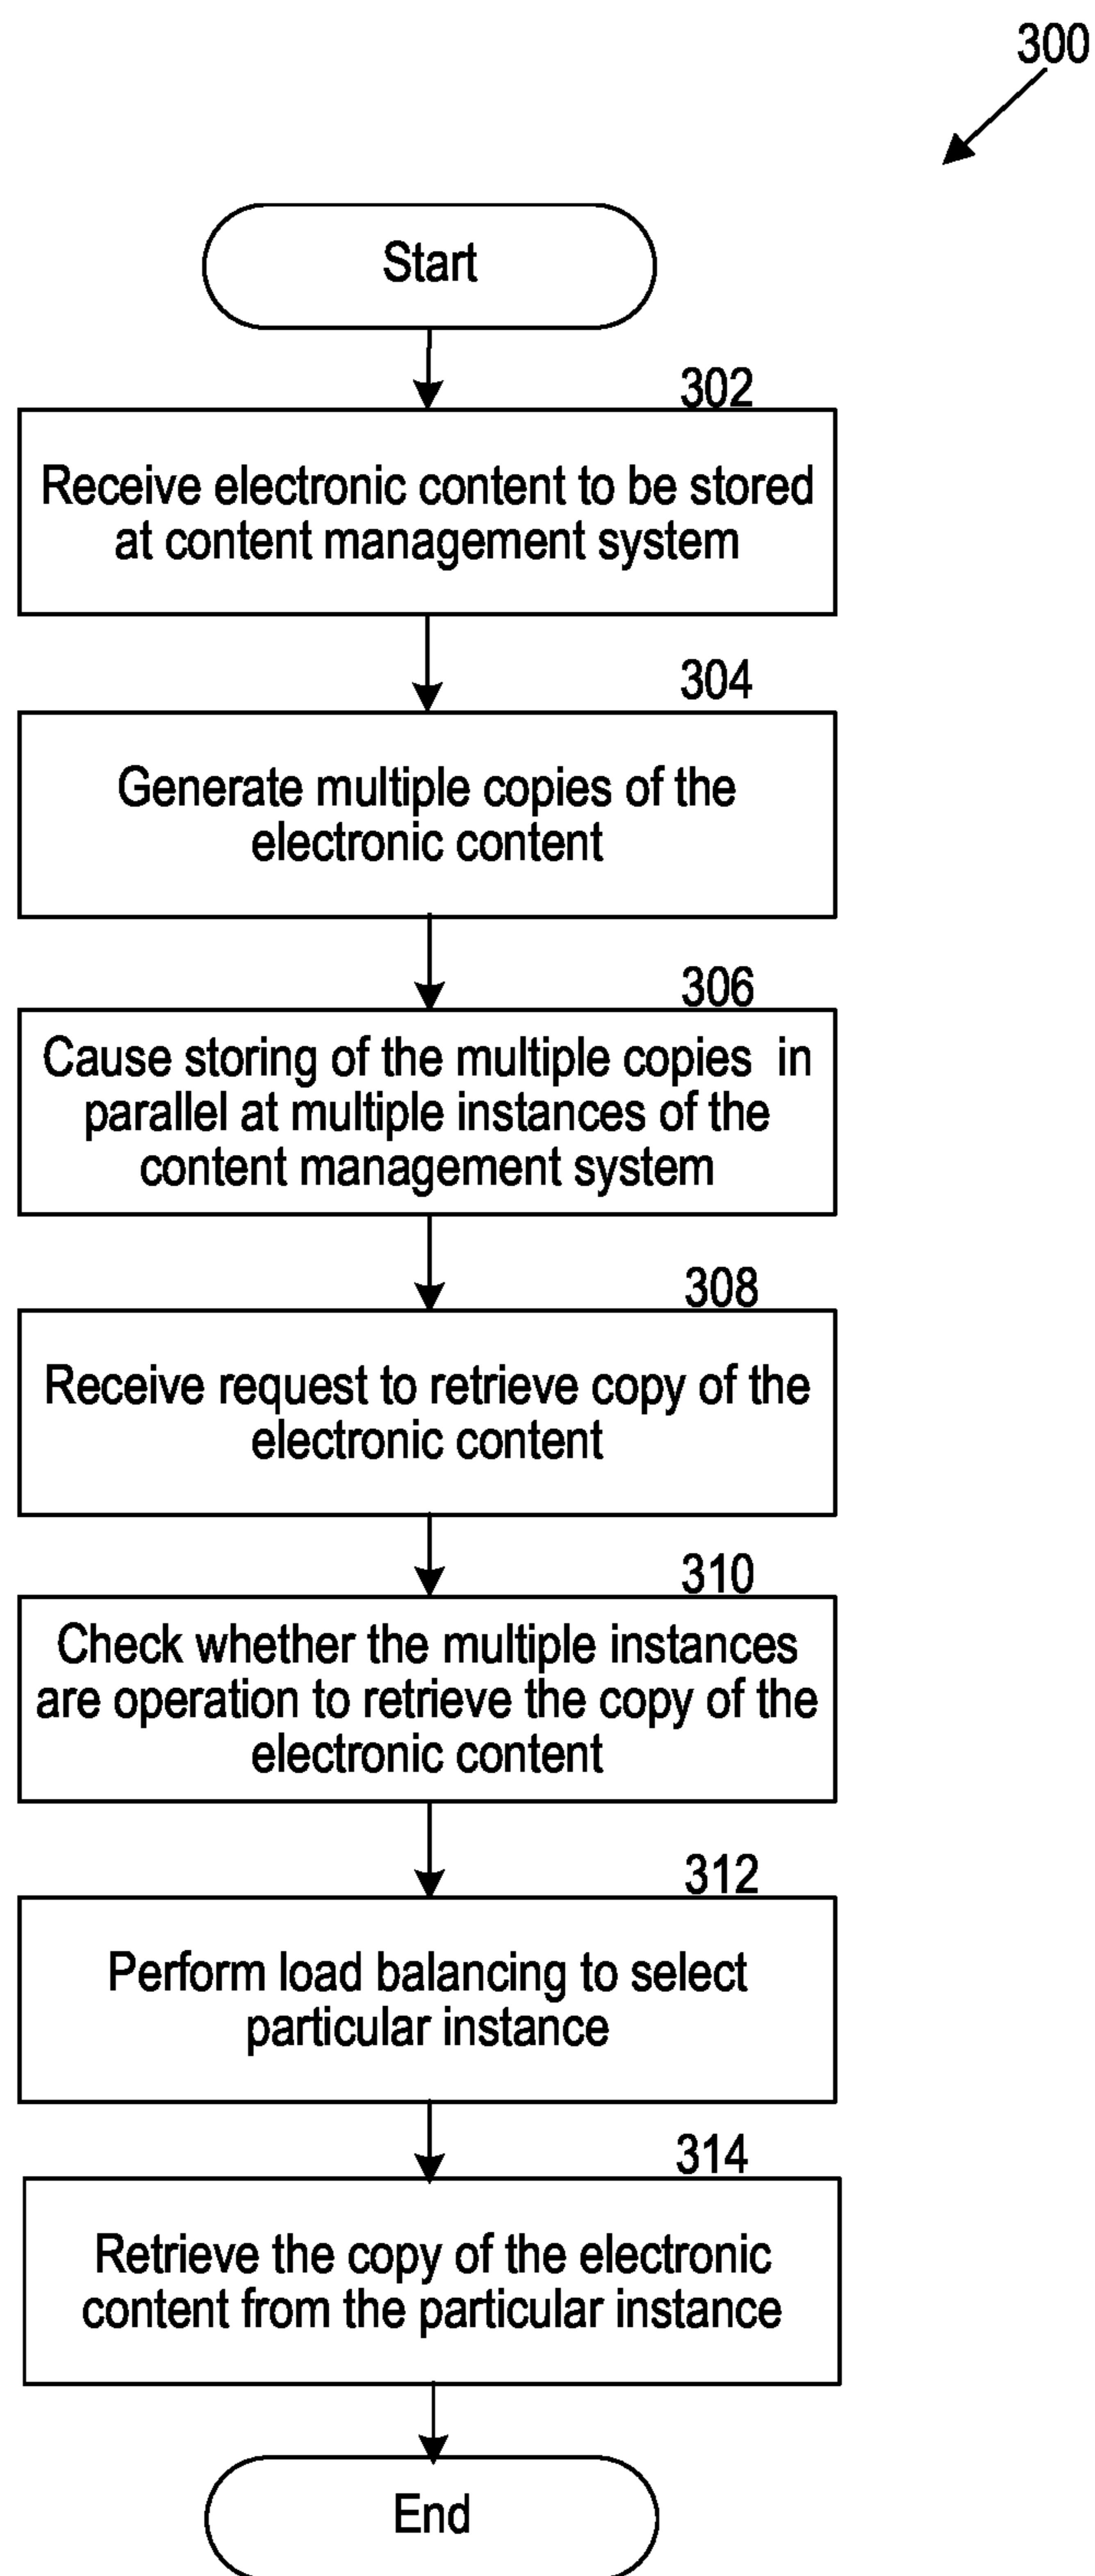 300
Start
302
Receive electronic content to be stored
at content management system
304
Generate multiple copies of the
electronic content
306
Cause storing of the multiple copies in
parallel at multiple instances of the
content management system
308
Receive request to retrieve copy of the
electronic content
310
Check whether the multiple instances
are operation to retrieve the copy of the
electronic content
312
Perform load balancing to select
particular instance
314
Retrieve the copy of the electronic
content from the particular instance
End